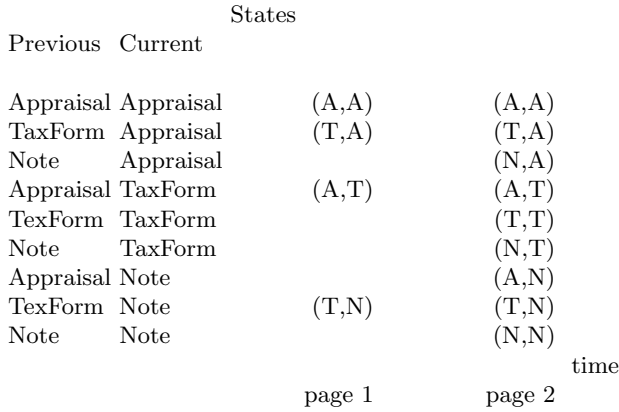 States
Previous Current
Appraisal Appraisal (A,A) (A,A)
TaxForm Appraisal (T,A) (T,A)
Note Appraisal (N,A)
Appraisal TaxForm (A,T) (A,T)
TexForm TaxForm (T,T)
Note TaxForm (N,T)
Appraisal Note (A,N)
TexForm Note (T,N) (T,N)
Note Note (N,N)
time
page 1 page 2